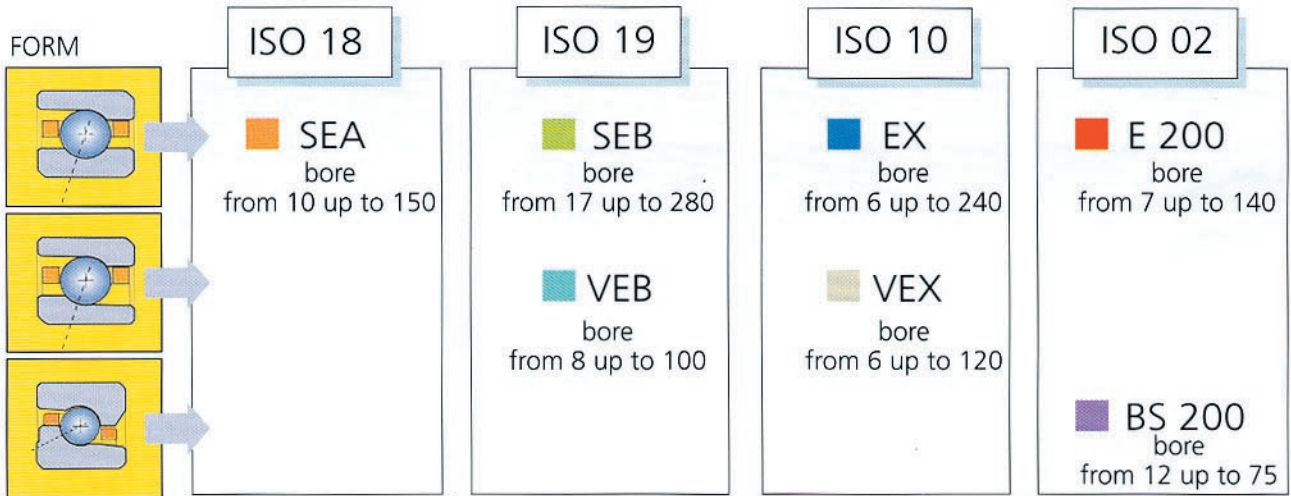 FORM
ISO 18
SEA
bore
from 10 up to 150
ISO 19
SEB
bore
from 17 up to 280
VEB
bore
from 8 up to 100
ISO 10
EX
bore
from 6 up to 240
VEX
bore
from 6 up to 120
ISO 02
E 200
bore
from 7 up to 140
BS 200
bore
from 12 up to 75